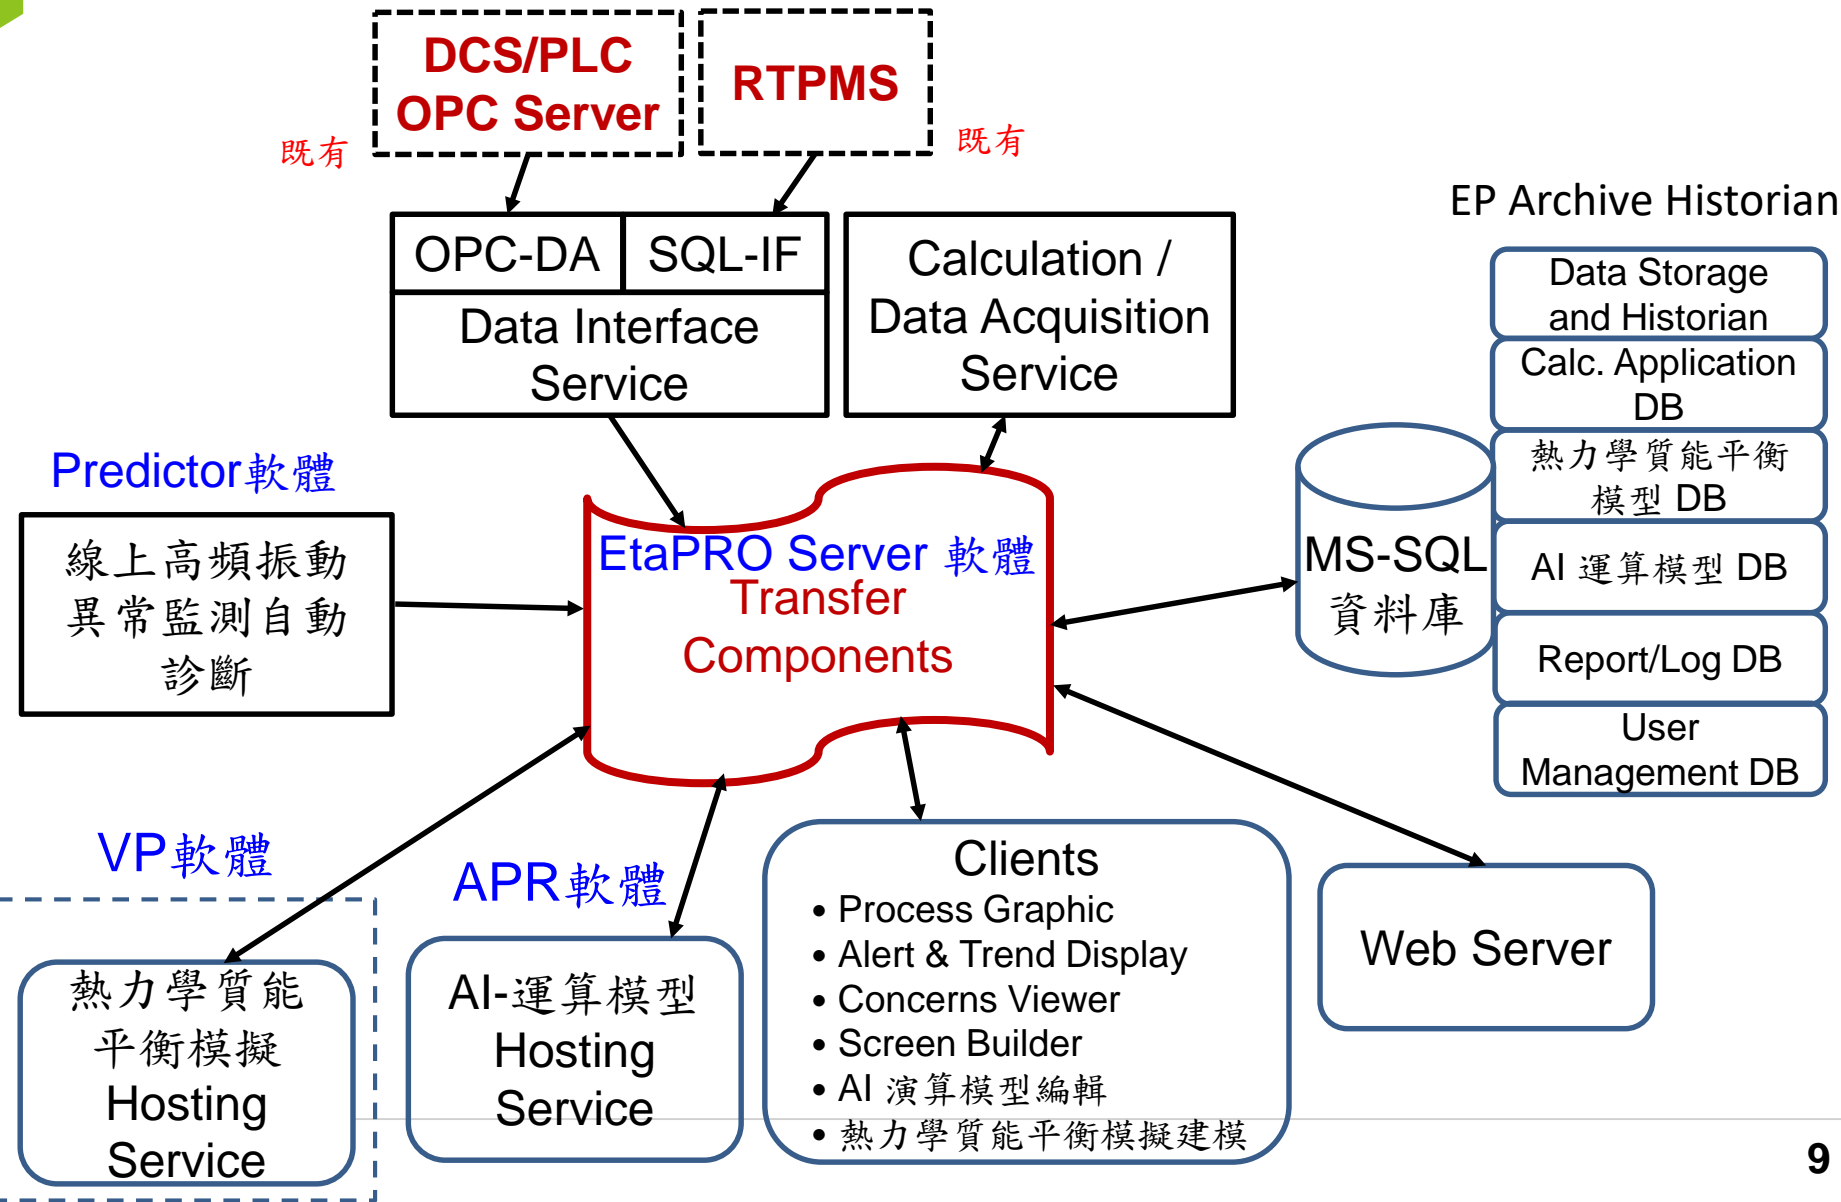 DCS/PLC
OPC Server
既有
RTPMS
既有
OPC-DA
SQL-IF
Data Interface
Service
Calculation /
Data Acquisition
Service
EP Archive Historian
Data Storage
and Historian
Calc. Application
DB
熱力學質能平衡
模型 DB
AI 運算模型 DB
Report/Log DB
User
Management DB
MS-SQL
資料庫
Predictor軟體
線上高頻振動
異常監測自動
診斷
EtaPRO Server 軟體
Transfer
Components
VP軟體
熱力學質能
平衡模擬
Hosting
Service
APR軟體
AI-運算模型
Hosting
Service
Clients
• Process Graphic
• Alert & Trend Display
• Concerns Viewer
• Screen Builder
• AI 演算模型編輯
• 熱力學質能平衡模擬建模
Web Server
9